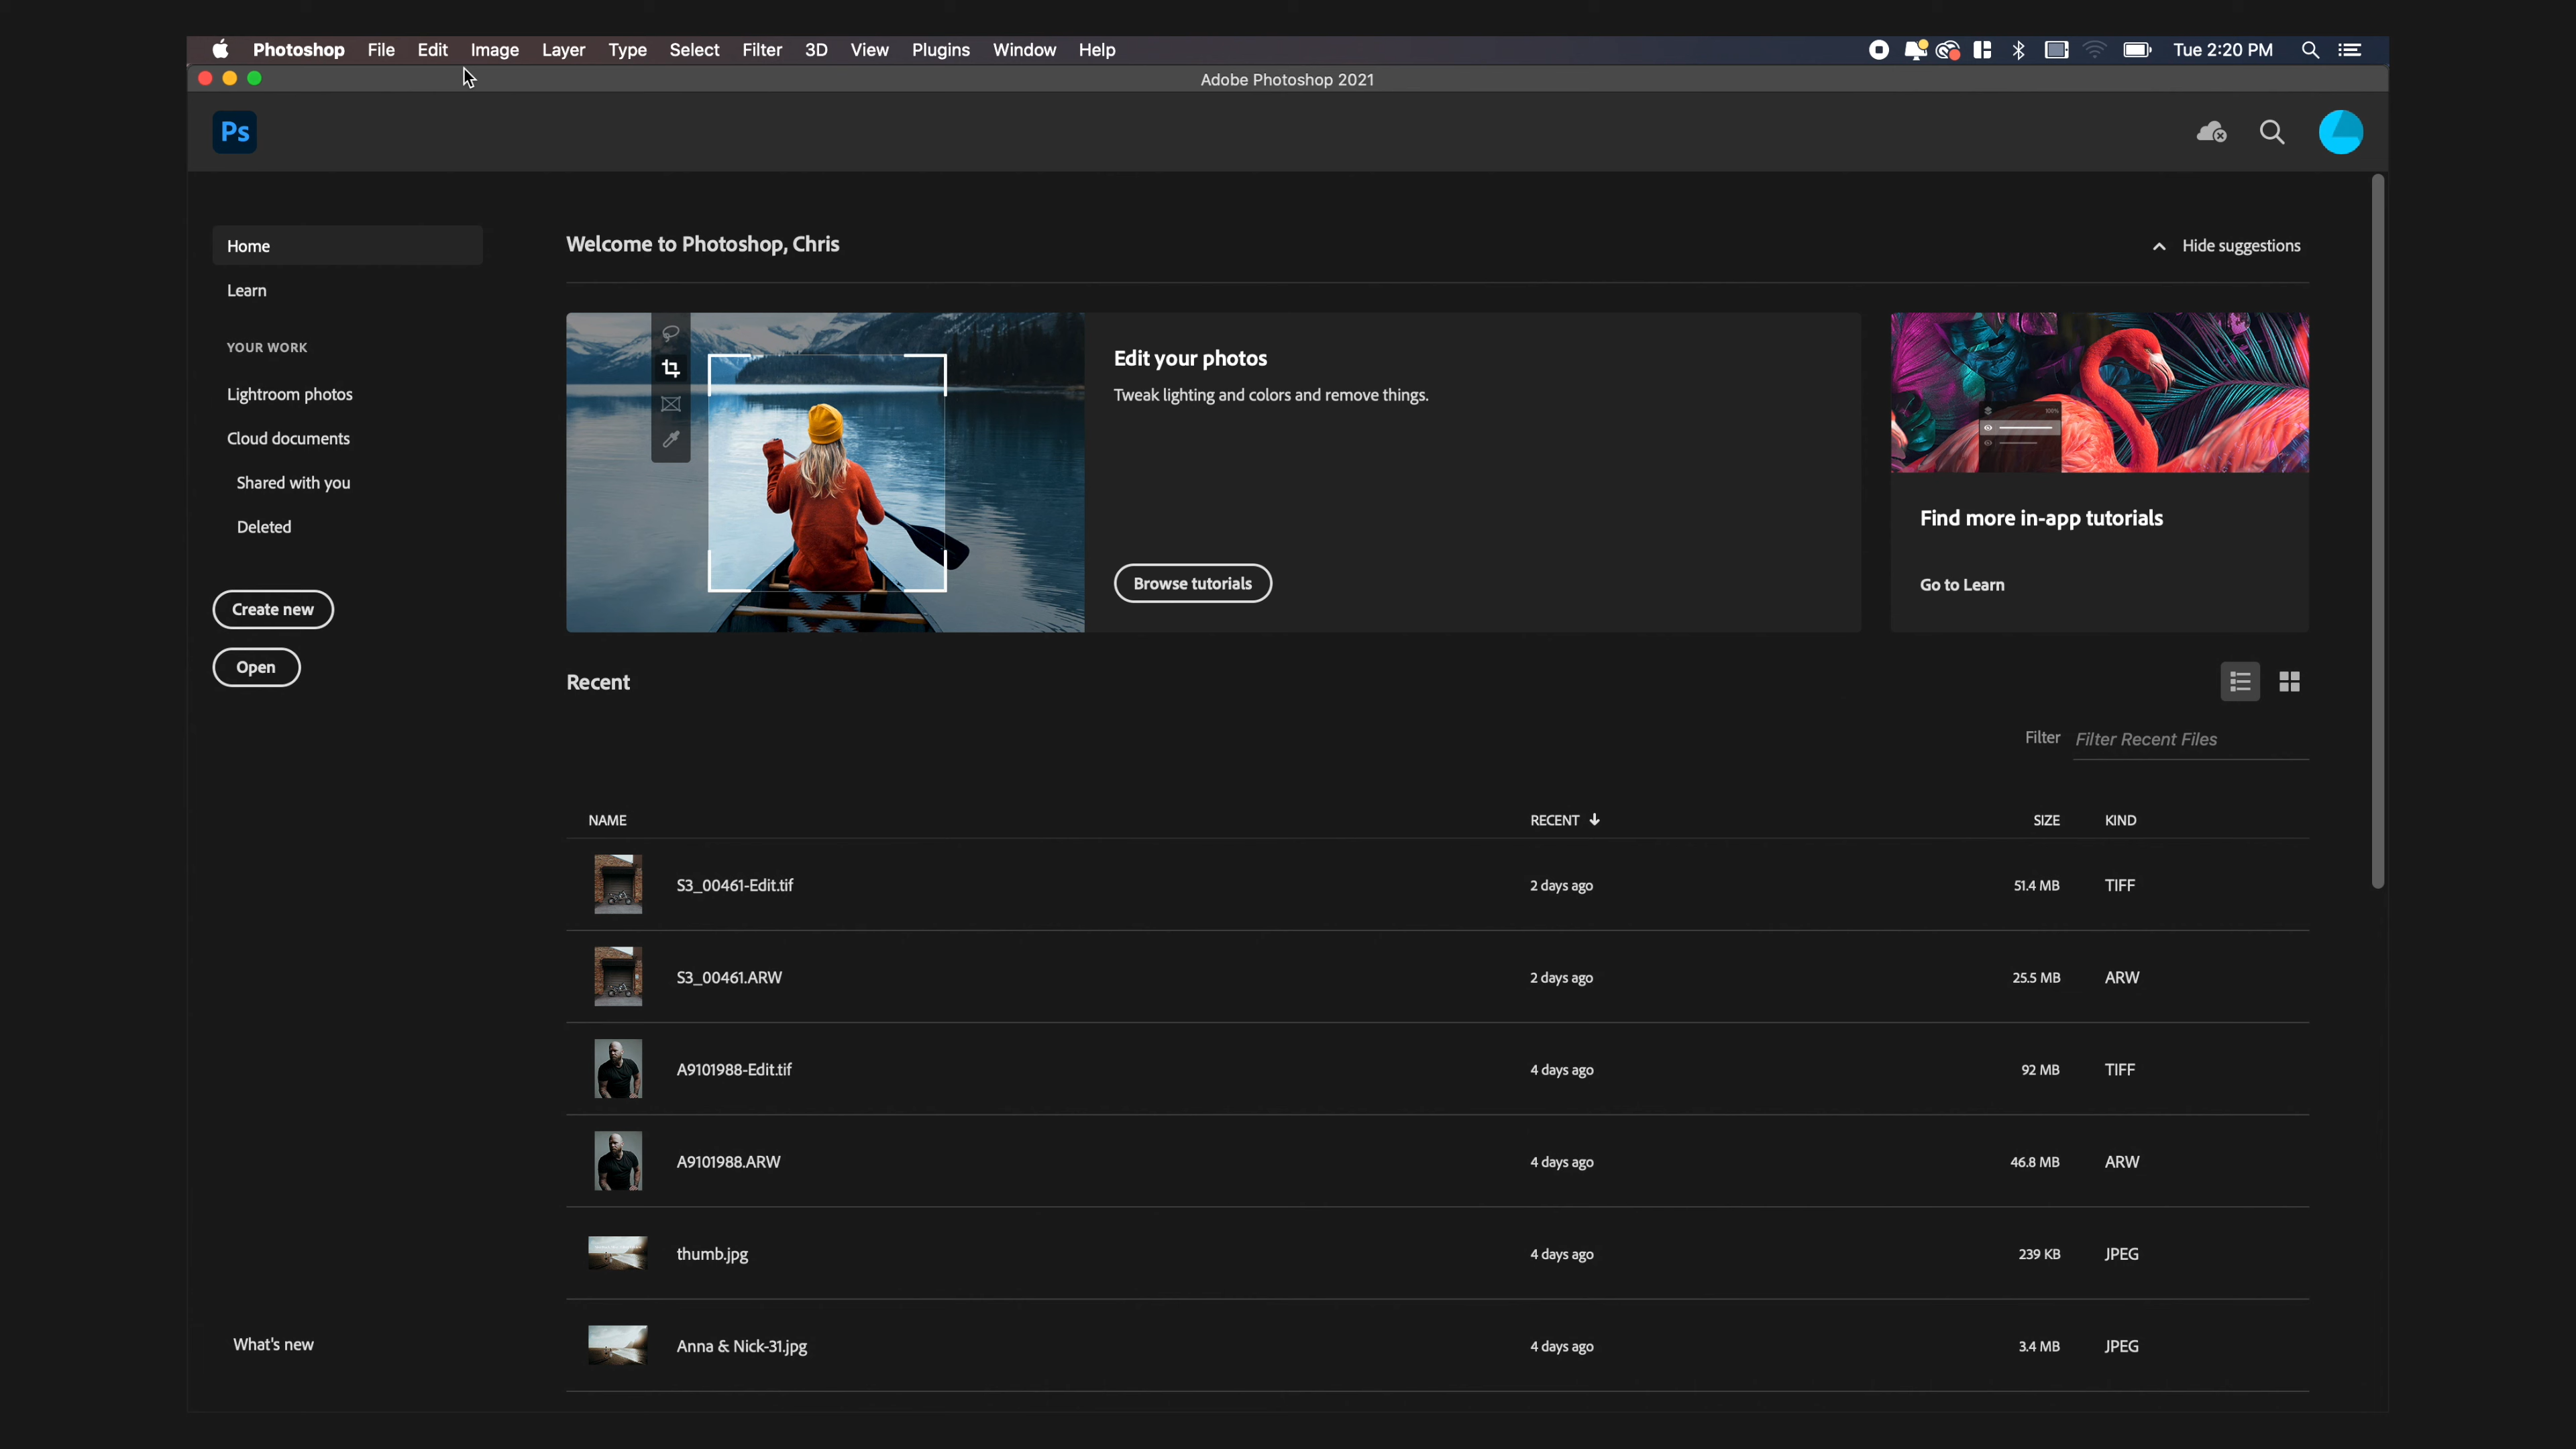 Photoshop File Edit Image Layer Type Select Filter 3D View Plugins Window Help Tue 2:20 PM
Adobe Photoshop 2021
Ps
Home
Learn
YOUR WORK
Lightroom photos
Cloud documents
Shared with you
Deleted
Create new
Open
What's new
Welcome to Photoshop, Chris
Hide suggestions
Edit your photos
Tweak lighting and colors and remove things.
Browse tutorials
100%
Find more in-app tutorials
Go to Learn
Recent
Filter Filter Recent Files
NAME RECENT SIZE KIND
S3_00461-Edit.tif 2 days ago 51.4 MB TIFF
S3_00461.ARW 2 days ago 25.5 MB ARW
A9101988-Edit.tif 4 days ago 92 MB TIFF
A9101988.ARW 4 days ago 46.8 MB ARW
thumb.jpg 4 days ago 239 KB JPEG
Anna & Nick-31.jpg 4 days ago 3.4 MB JPEG